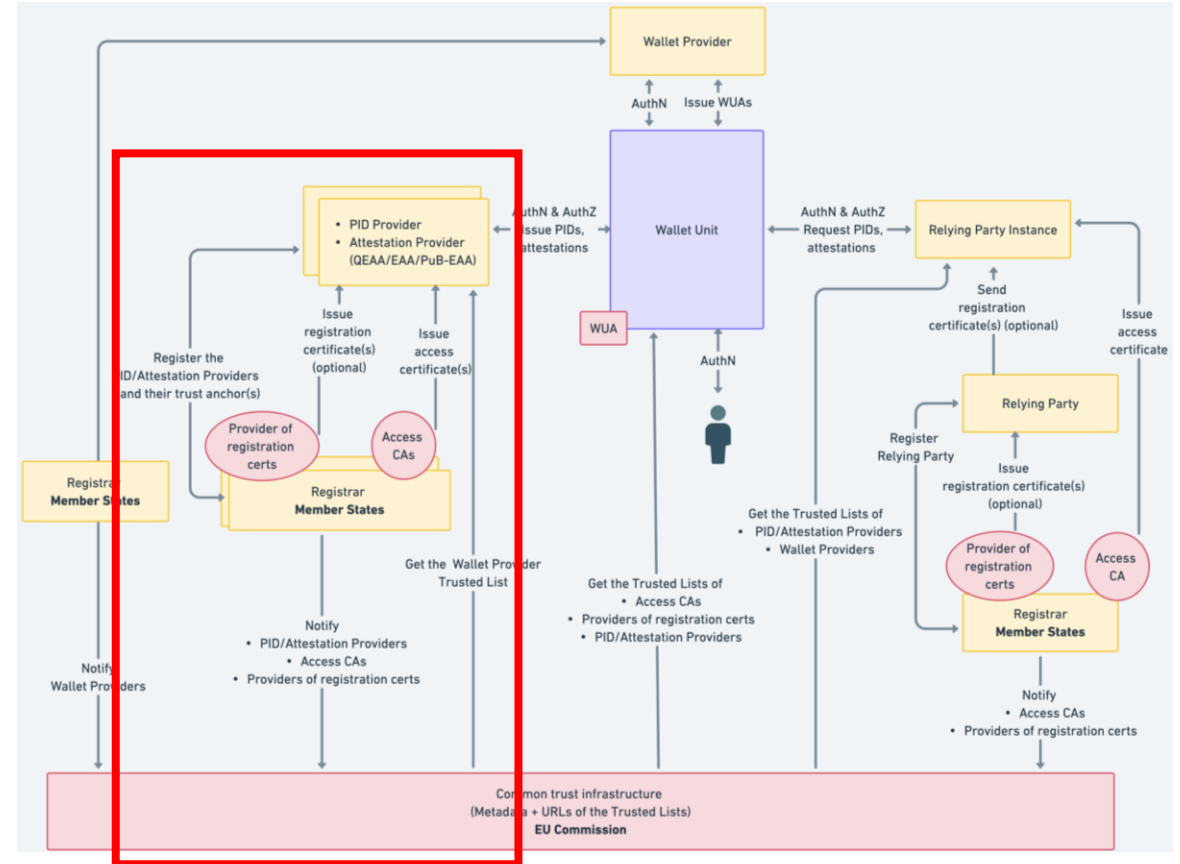 Wallet Provider
AuthN
Issue WUAs
• PID Provider
• Attestation Provider
(QEAA/EAA/PuB-EAA)
AuthN & AuthZ
Issue PIDs,
attestations
Wallet Unit
AuthN & AuthZ
Request PIDs,
attestations
Relying Party Instance
Issue
registration
certificate(s)
(optional)
Issue
access
certificate(s)
Register the
PID/Attestation Providers
and their trust anchor(s)
WUA
AuthN
Send
registration
certificate(s) (optional)
Issue
access
certificate
Provider of
registration
certs
Access
CAs
Relying Party
Register
Relying Party
Issue
registration certificate(s)
(optional)
Registrar
Member States
Registrar
Member States
Get the Wallet Provider
Trusted List
Get the Trusted Lists of
• Access CAs
• Providers of registration certs
• PID/Attestation Providers
Get the Trusted Lists of
• PID/Attestation Providers
• Wallet Providers
Provider of
registration
certs
Access
CA
Registrar
Member States
Notify
Wallet Providers
Notify
• PID/Attestation Providers
• Access CAs
• Providers of registration certs
Notify
• Access CAs
• Providers of registration certs
Common trust infrastructure
(Metadata + URLs of the Trusted Lists)
EU Commission